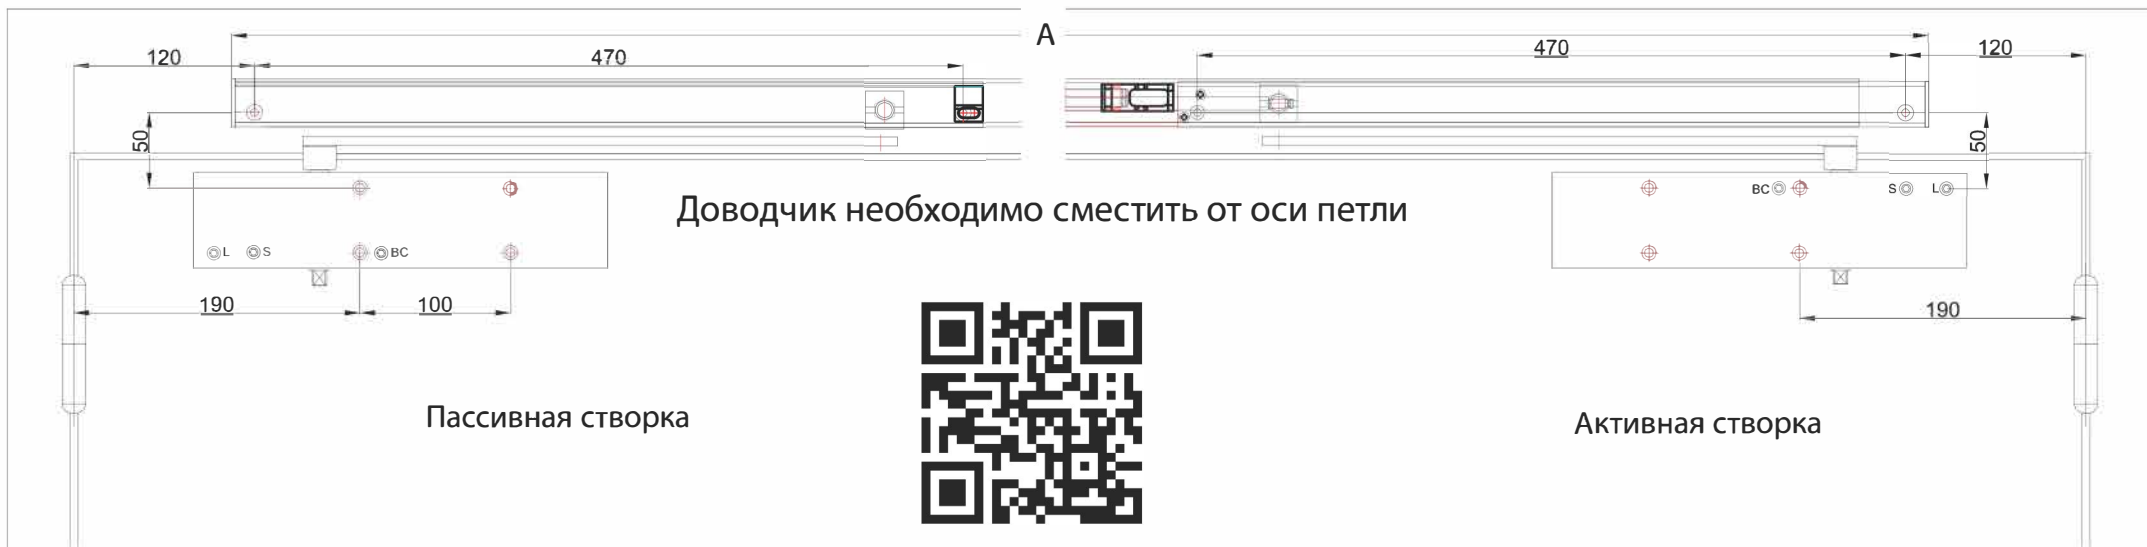 A
120
470
470
120
50
50
BC
S
L
Доводчик необходимо сместить от оси петли
L
S
BC
190
100
190
Пассивная створка
Активная створка